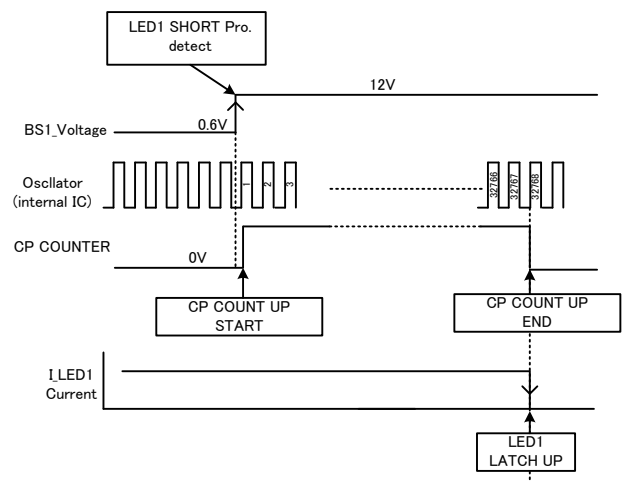 LED1 SHORT Pro.
detect
12V
BS1_Voltage
0.6V
Oscllator
(internal IC)
1
2
3
32766
32767
32768
CP COUNTER
0V
CP COUNT UP
START
CP COUNT UP
END
I_LED1
Current
LED1
LATCH UP